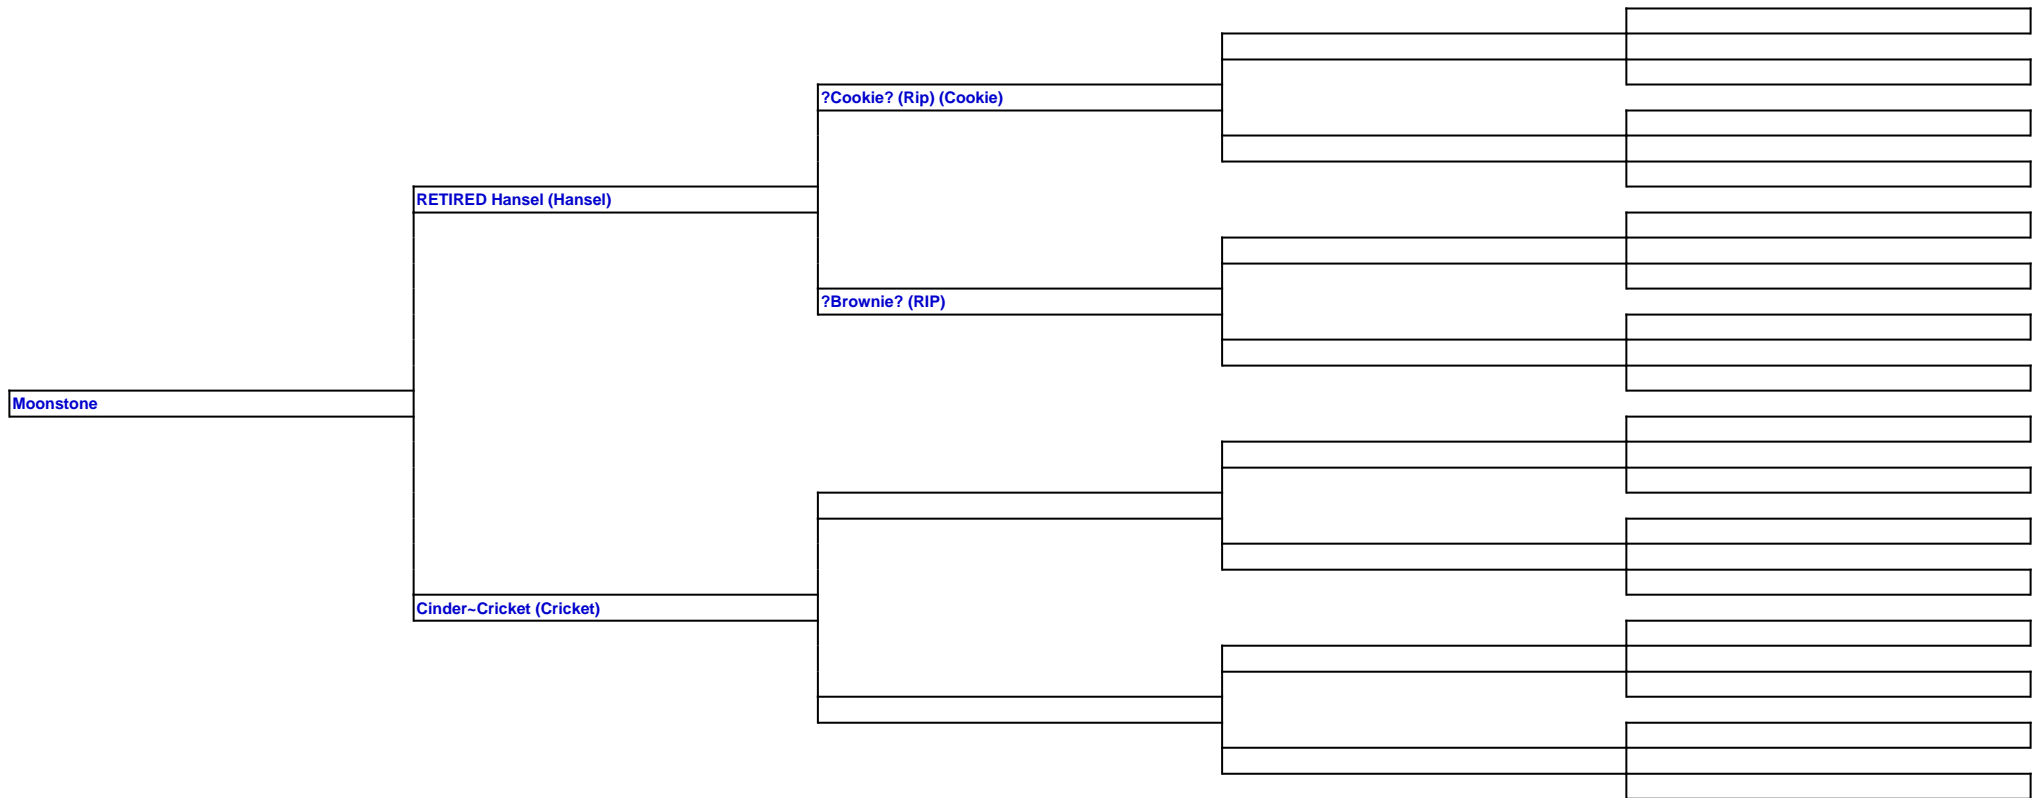 ?Cookie? (Rip) (Cookie)
RETIRED Hansel (Hansel)
?Brownie? (RIP)
Moonstone
Cinder~Cricket (Cricket)